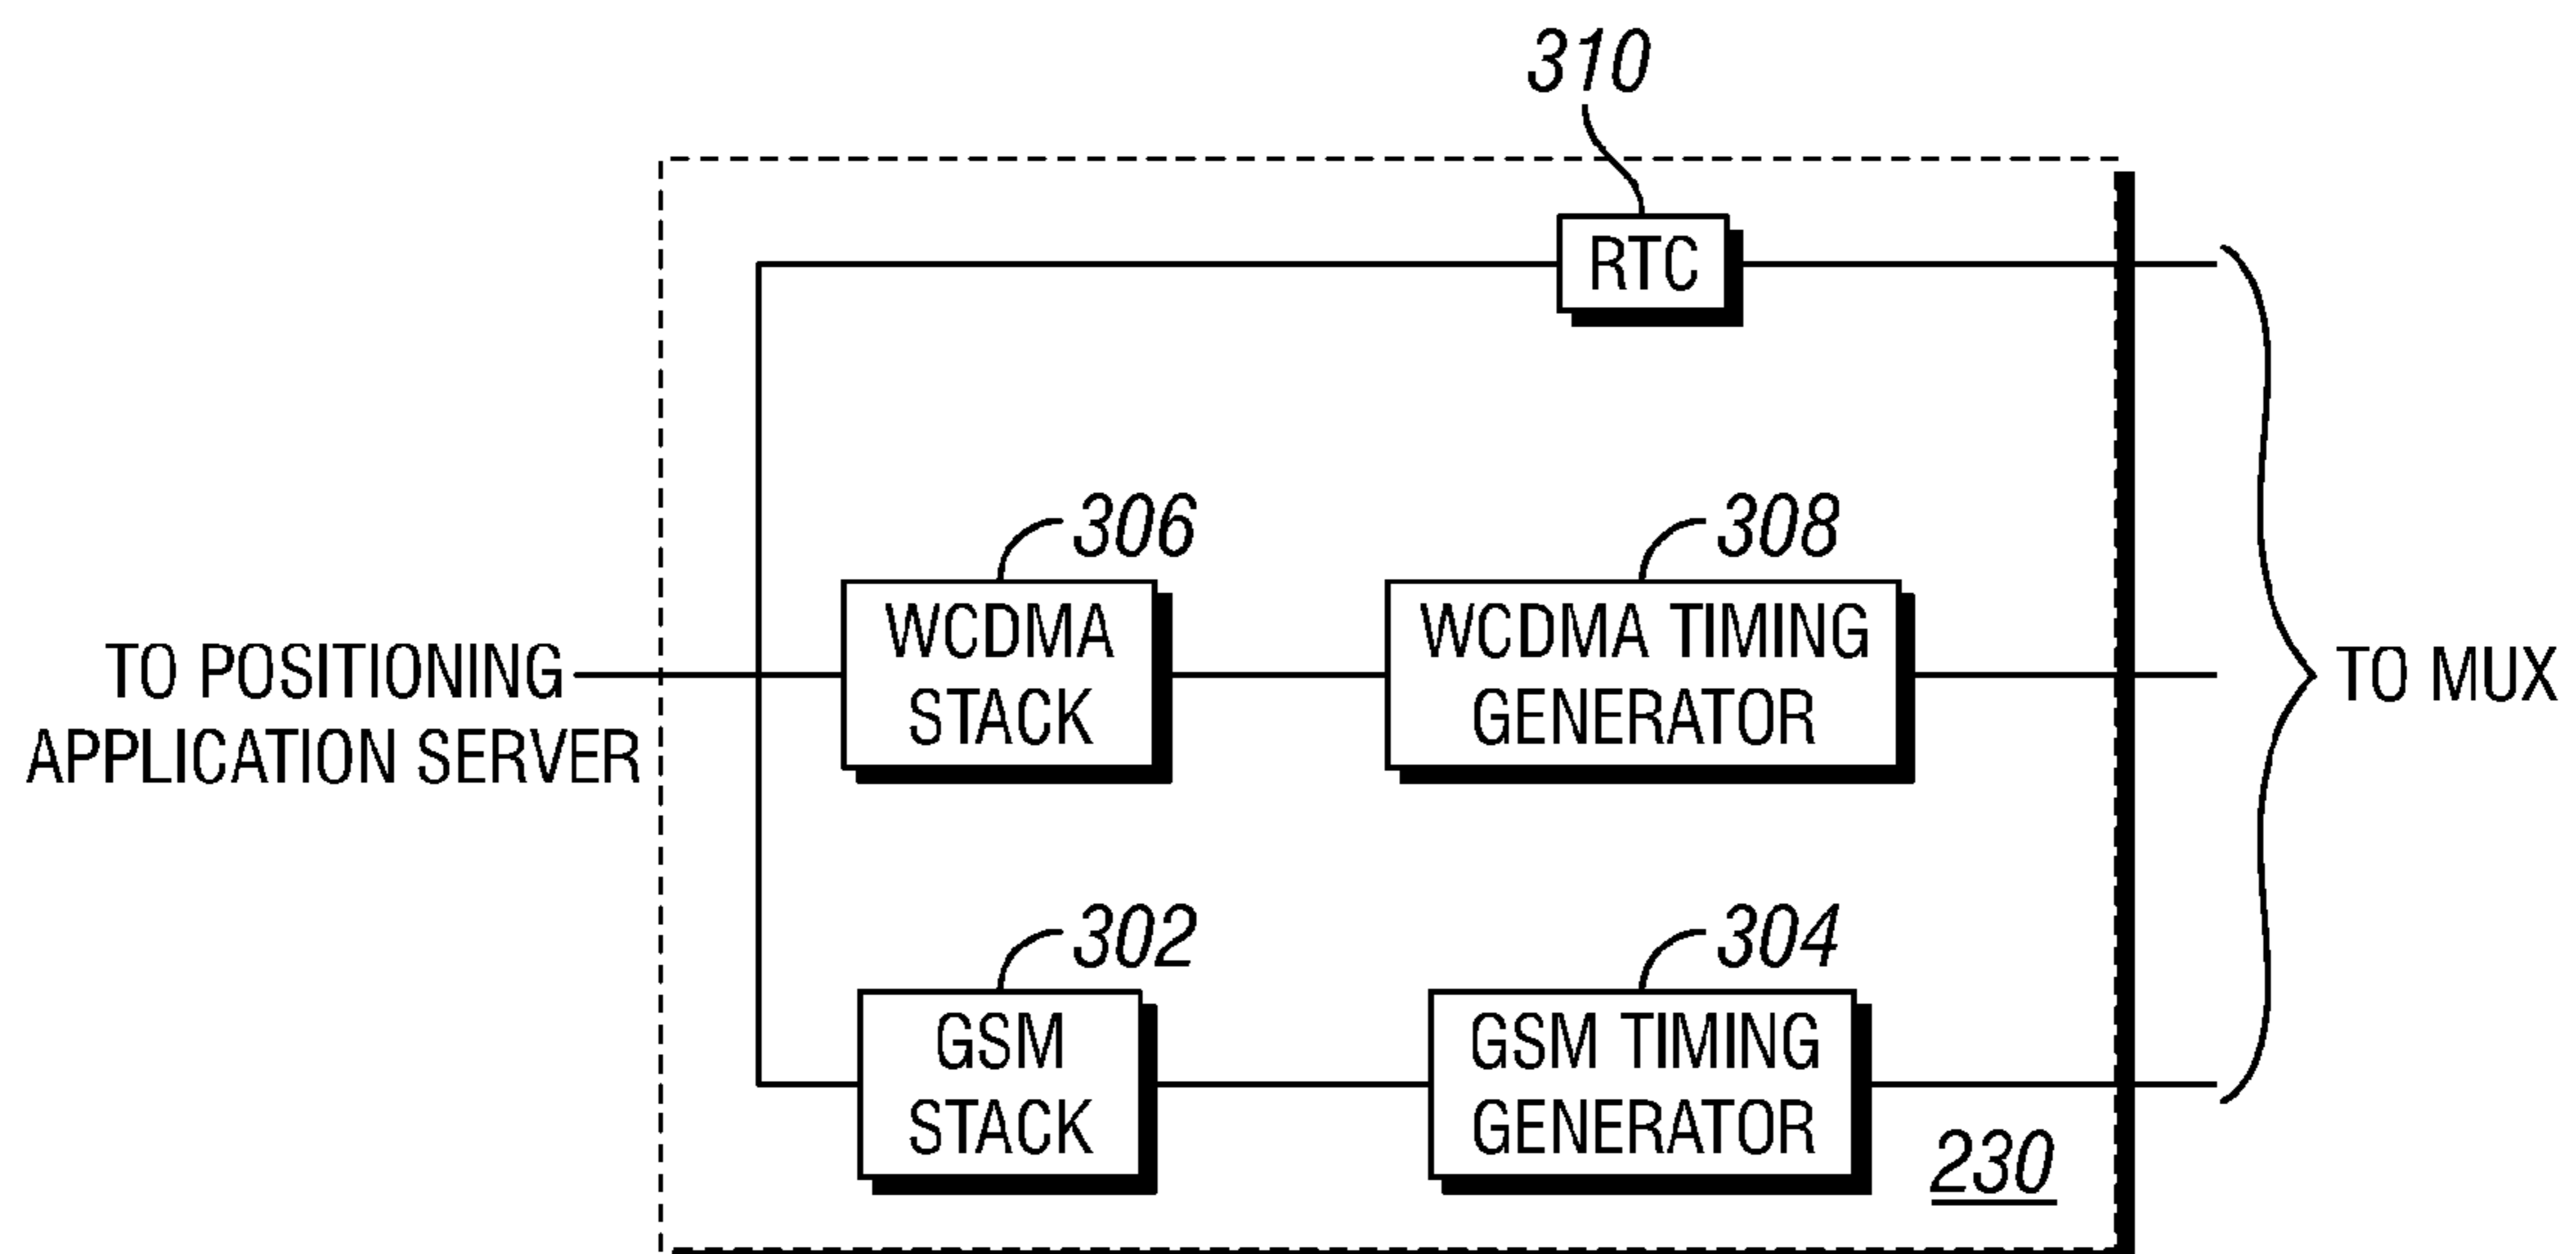 310
RTC
306
308
WCDMA
STACK
WCDMA TIMING
GENERATOR
TO POSITIONING
APPLICATION SERVER
TO MUX
302
304
GSM
STACK
GSM TIMING
GENERATOR
230